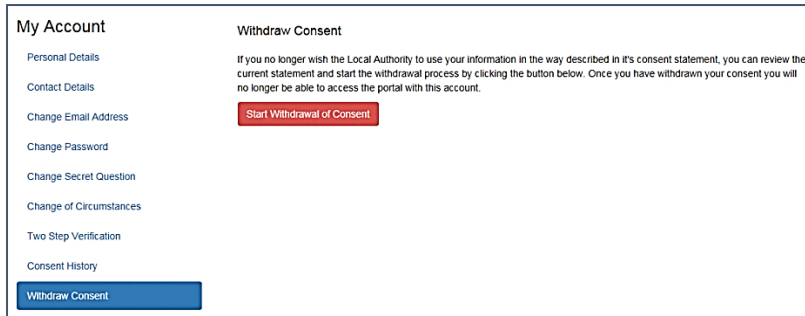 My Account
Personal Details
Contact Details
Change Email Address
Change Password
Change Secret Question
Change of Circumstances
Two Step Verification
Consent History
Withdraw Consent
Withdraw Consent
If you no longer wish the Local Authority to use your information in the way described in it's consent statement, you can review the
current statement and start the withdrawal process by clicking the button below. Once you have withdrawn your consent you will
no longer be able to access the portal with this account.
Start Withdrawal of Consent